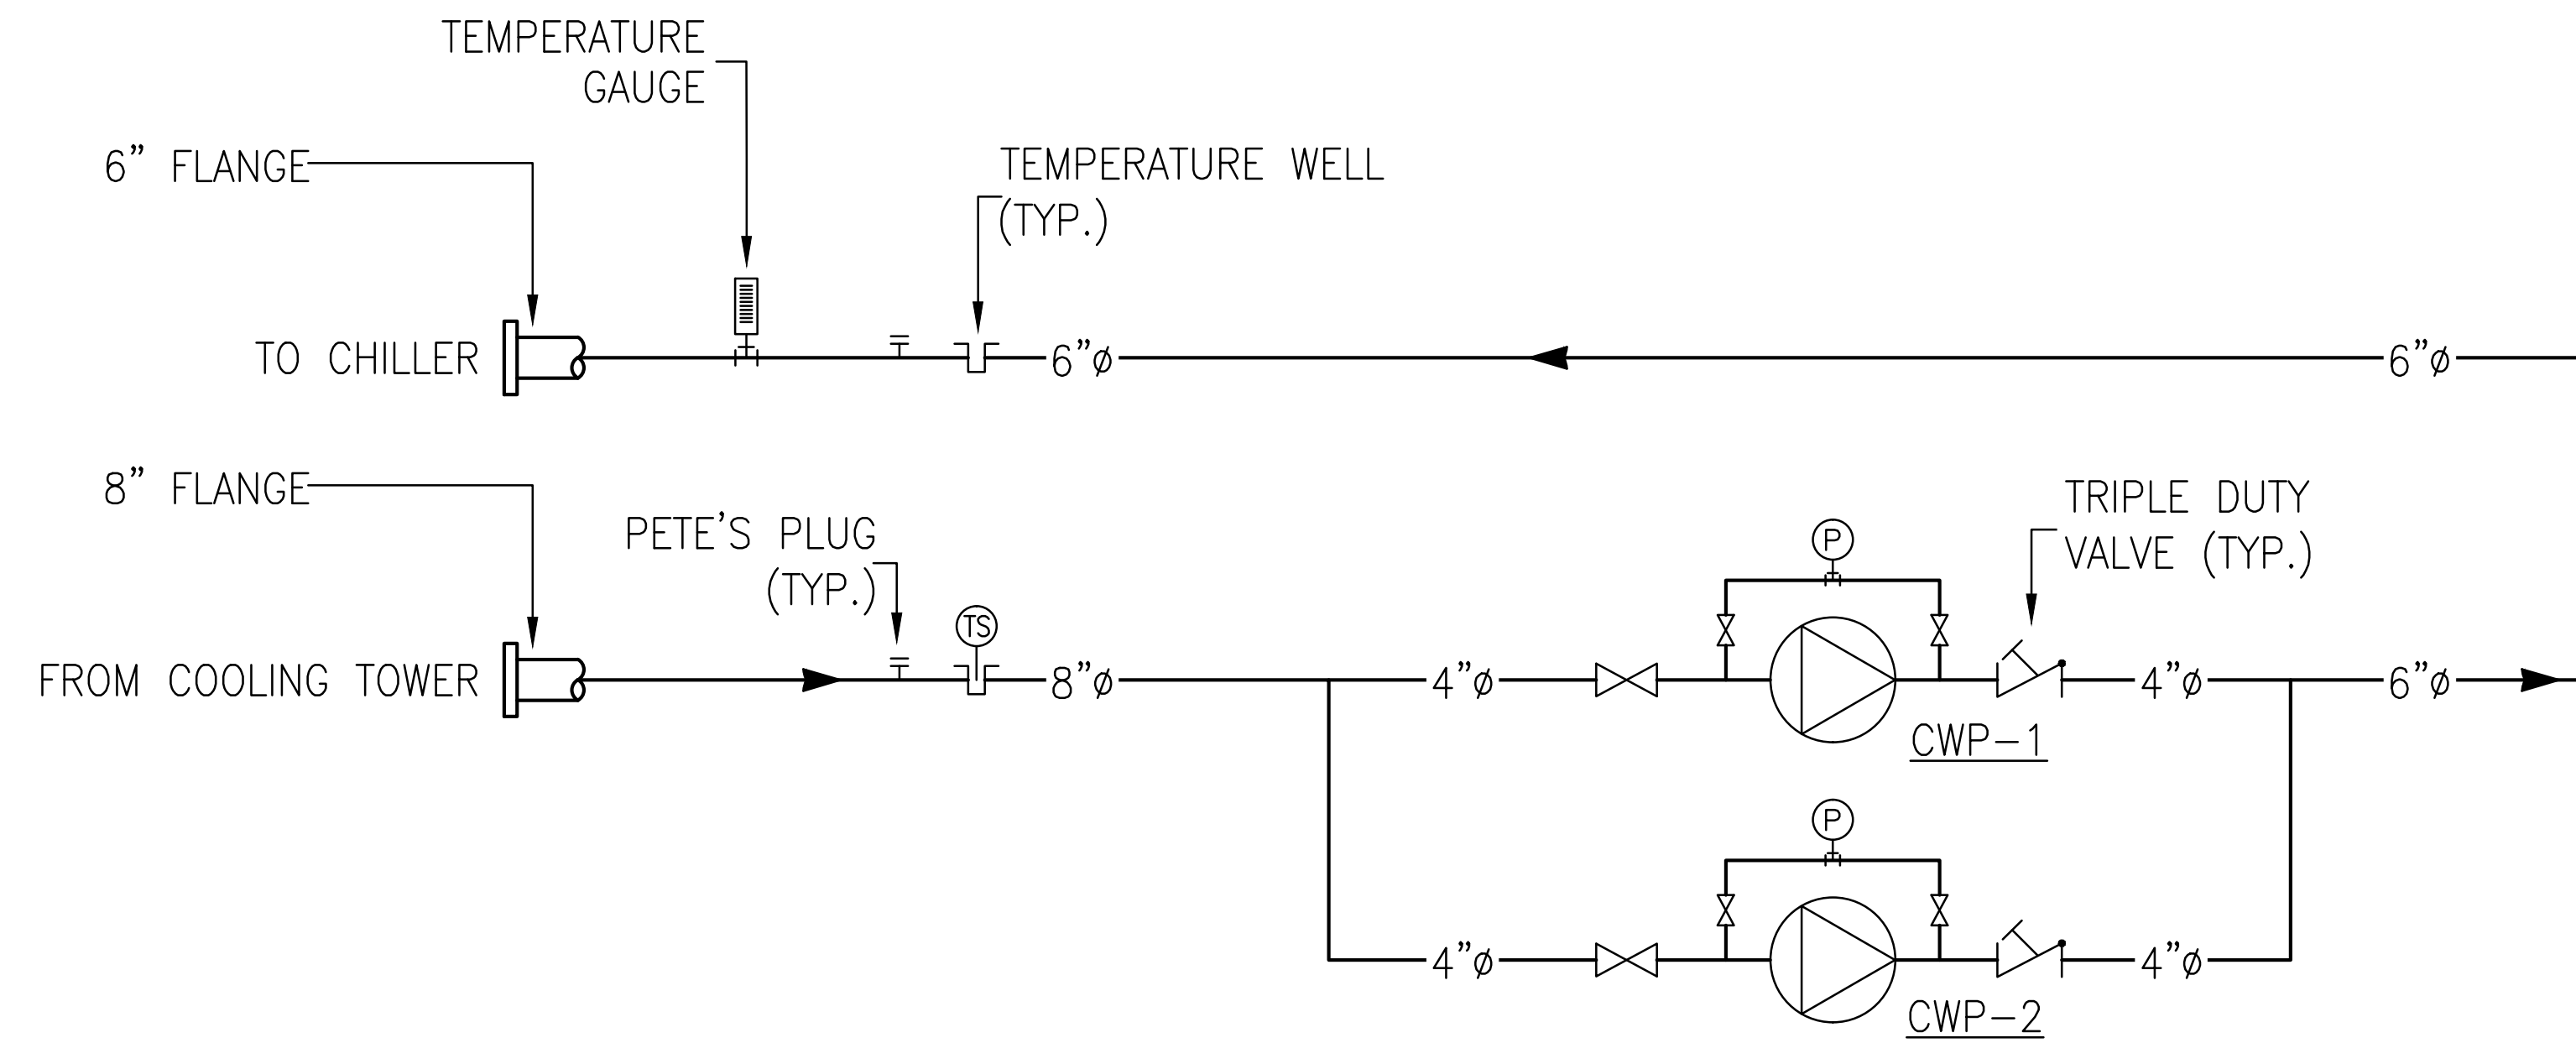 TEMPERATURE
GAUGE
6” FLANGE
TEMPERATURE WELL
(TYP.)
TO CHILLER
6”ø
6”ø
8” FLANGE
PETE’S PLUG
(TYP.)
TRIPLE DUTY
VALVE (TYP.)
P
TS
FROM COOLING TOWER
8”ø
4”ø
4”ø
6”ø
CWP-1
P
4”ø
4”ø
CWP-2